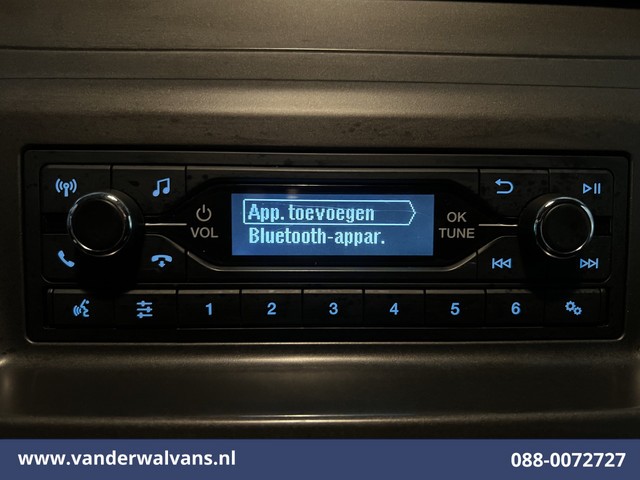 App. toevoegen
Bluetooth-appar.
VOL
OK
TUNE
1 2 3 4 5 6
www.vanderwalvans.nl
088-0072727